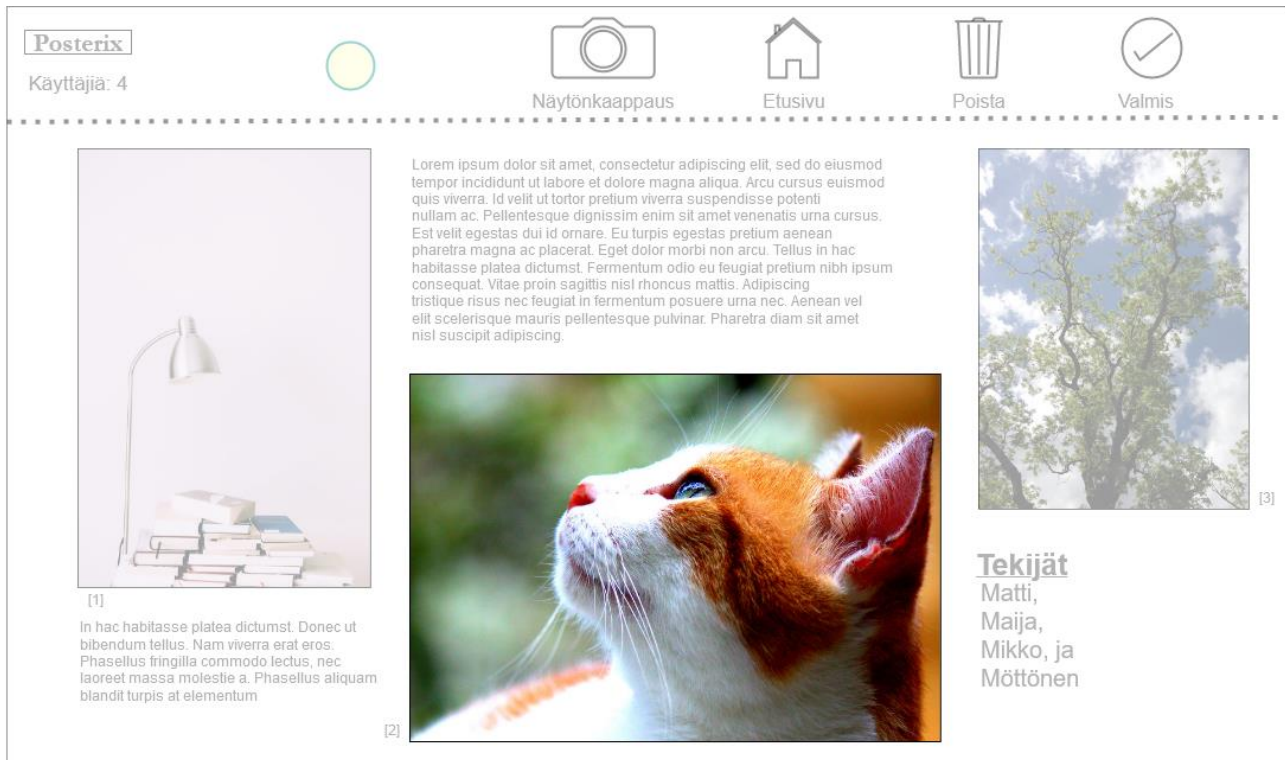 Posterix
Käyttäjiä: 4
Näytönkaappaus
Etusivu
Poista
Valmis
Lorem ipsum dolor sit amet, consectetur adipiscing elit, sed do eiusmod
tempor incididunt ut labore et dolore magna aliqua. Arcu cursus euismod
quis viverra. Id velit ut tortor pretium viverra suspendisse potenti
nullam ac. Pellentesque dignissim enim sit amet venenatis urna cursus.
Est velit egestas dui id ornare. Eu turpis egestas pretium aenean
pharetra magna ac placerat. Eget dolor morbi non arcu. Tellus in hac
habitasse platea dictumst. Fermentum odio eu feugiat pretium nibh ipsum
consequat. Vitae proin sagittis nisl rhoncus mattis. Adipiscing
tristique risus nec feugiat in fermentum posuere urna nec. Aenean vel
elit scelerisque mauris pellentesque pulvinar. Pharetra diam sit amet
nisl suscipit adipiscing.
[1]
In hac habitasse platea dictumst. Donec ut
bibendum tellus. Nam viverra erat eros.
Phasellus fringilla commodo lectus, nec
laoreet massa molestie a. Phasellus aliquam
blandit turpis at elementum
[2]
[3]
Tekijät
Matti,
Maija,
Mikko, ja
Möttönen